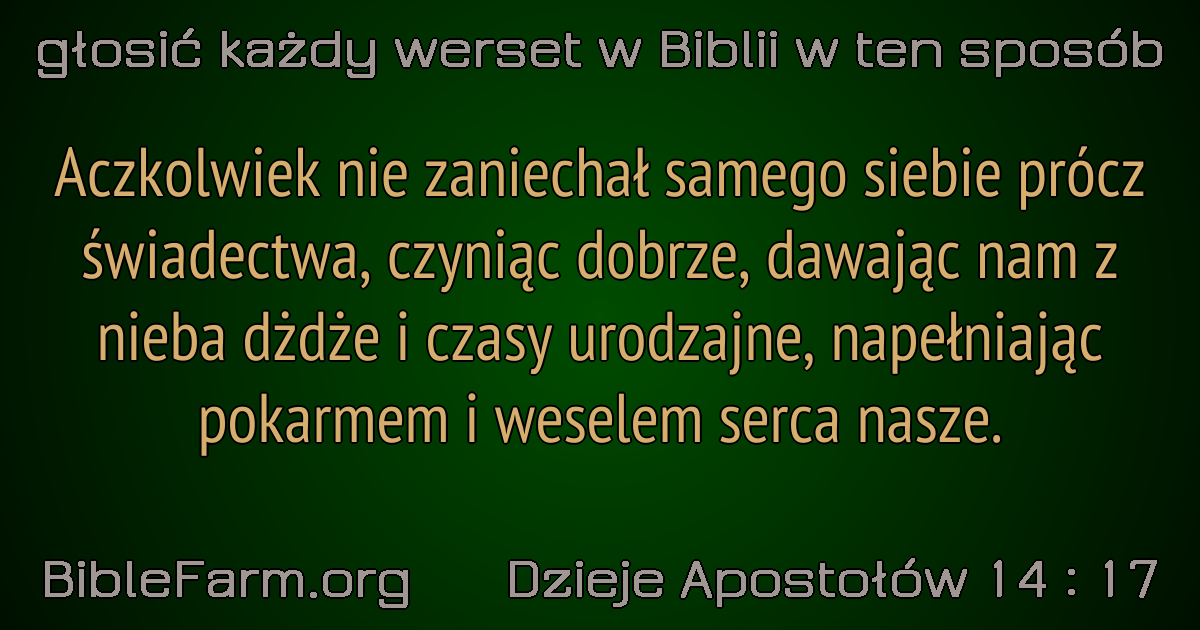 głosić każdy werset w Biblii w ten sposób
Aczkolwiek nie zaniechał samego siebie prócz
świadectwa, czyniąc dobrze, dawając nam z
nieba dżdże i czasy urodzajne, napełniając
pokarmem i weselem serca nasze.
BibleFarm.org Dzieje Apostołów 14 : 17